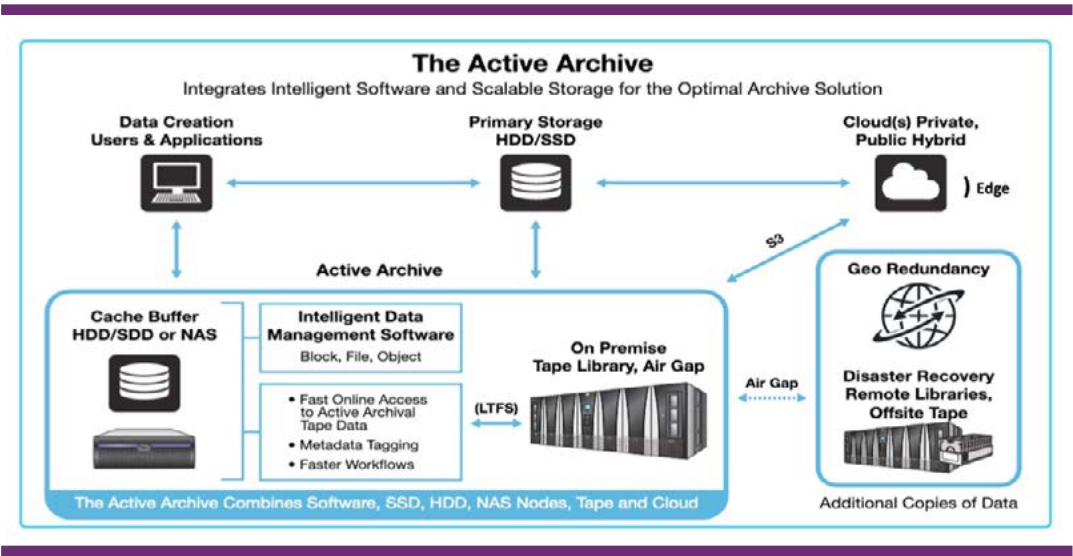 The Active Archive
Integrates Intelligent Software and Scalable Storage for the Optimal Archive Solution
Data Creation
Users & Applications
Primary Storage
HDD/SSD
Cloud(s) Private,
Public Hybrid
) Edge
S3
Active Archive
Cache Buffer
HDD/SDD or NAS
Intelligent Data
Management Software
Block, File, Object
• Fast Online Access
to Active Archival
Tape Data
• Metadata Tagging
• Faster Workflows
(LTFS)
On Premise
Tape Library, Air Gap
Air Gap
Geo Redundancy
Disaster Recovery
Remote Libraries,
Offsite Tape
The Active Archive Combines Software, SSD, HDD, NAS Nodes, Tape and Cloud
Additional Copies of Data